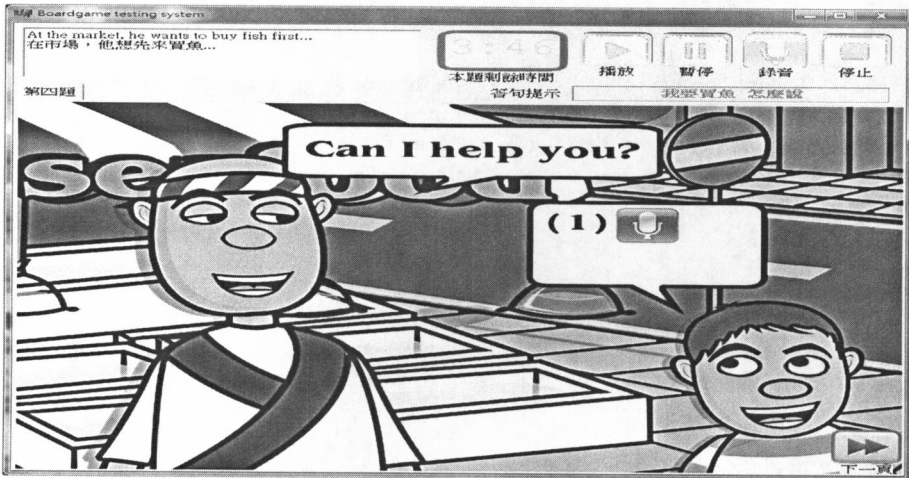 Boardgame testing system
At the market, he wants to buy fish first...
在市場，他想先來買魚...
3:46
本題剩餘時間
播放
暫停
錄音
停止
第四題
答句提示
我要買魚 怎麼說
Can I help you?
(1)
下一頁